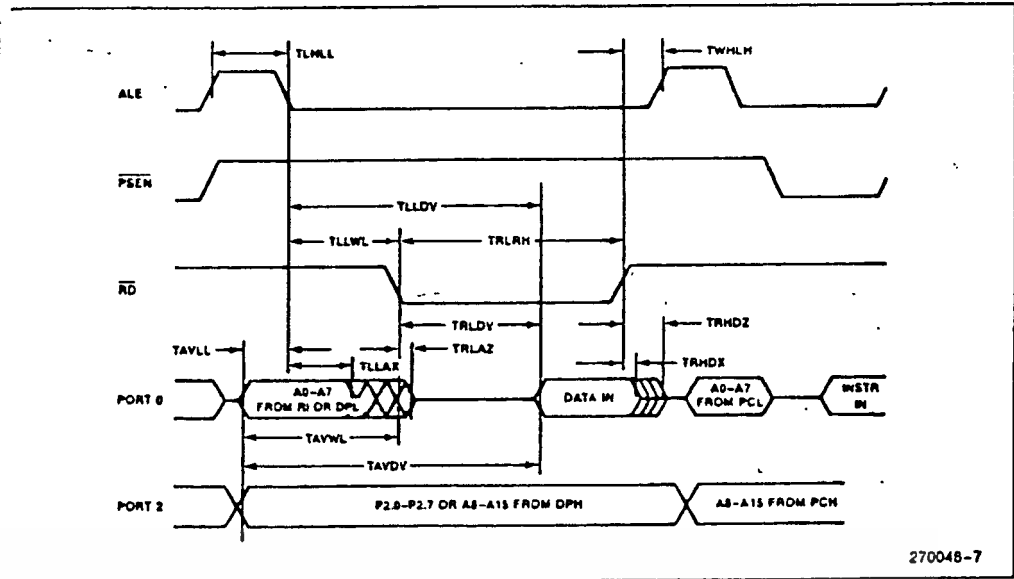 TLHLL
TWHLH
ALE
PSEN
TLLDV
TLLWL
TRLRH
RD
TRLDV
TRHDZ
TAVLL
TRLAZ
TLLAX
TRHDX
PORT 0
A0-A7
FROM RI OR DPL
DATA IN
A0-A7
FROM PCL
INSTR
IN
TAVWL
TAVDV
PORT 2
P2.0-P2.7 OR A8-A15 FROM DPH
A8-A15 FROM PCH
270048-7